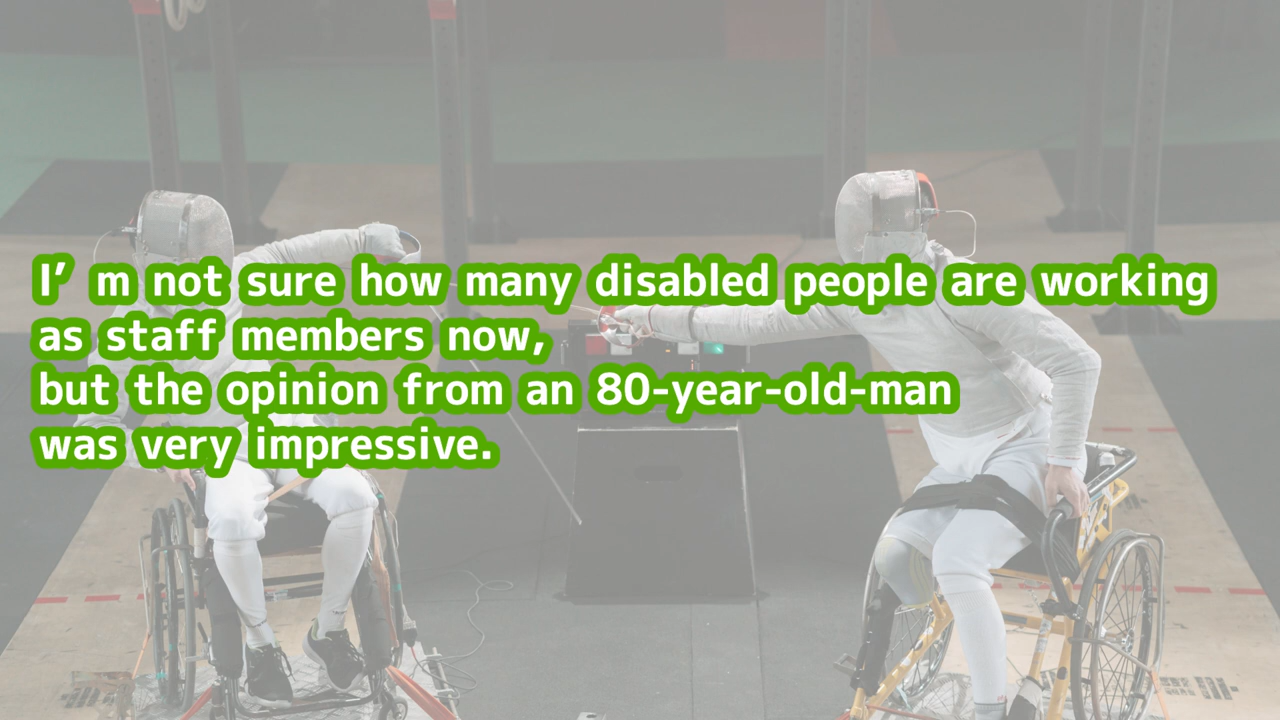 I’m not sure how many disabled people are working
as staff members now,
but the opinion from an 80-year-old-man
was very impressive.